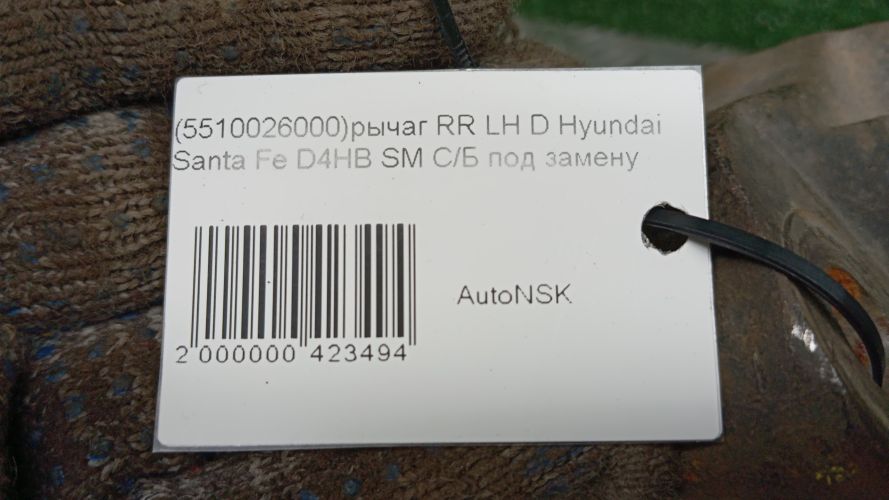 (5510026000)рычаг RR LH D Hyundai
Santa Fe D4HB SM С/Б под замену
AutoNSK
2 000000 423494